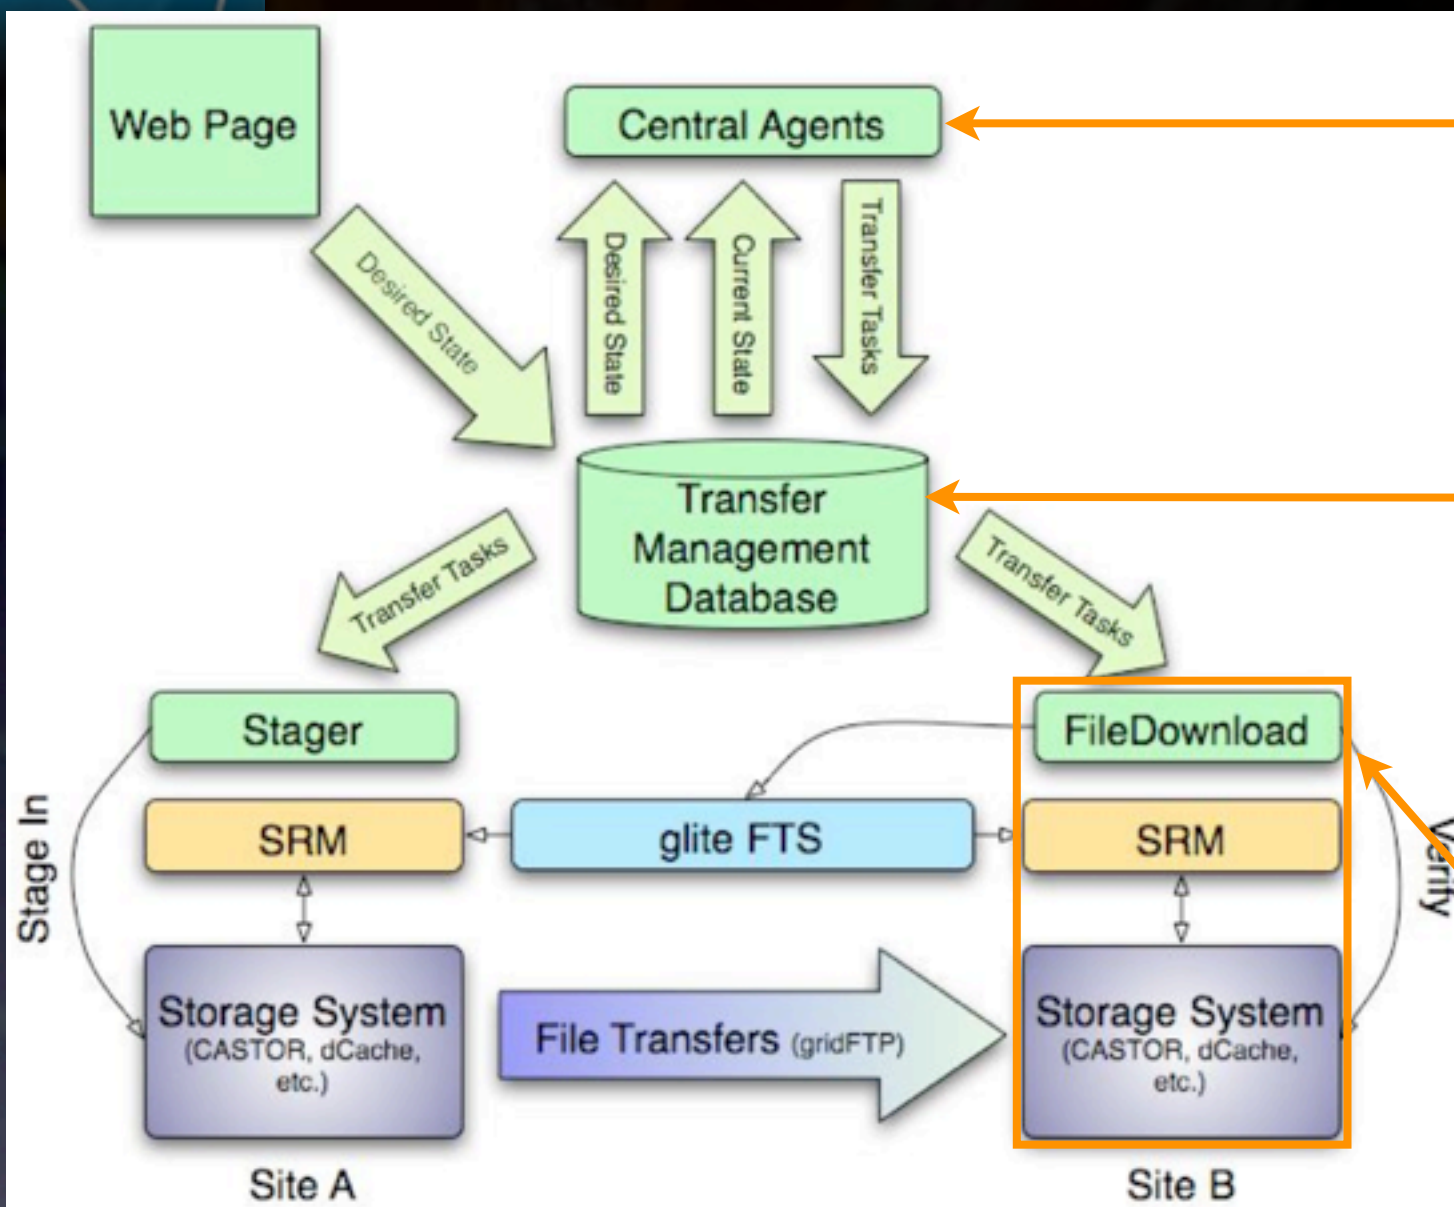 Web Page
Central Agents
Desired State
Desired State
Current State
Transfer Tasks
Transfer
Management
Database
Transfer Tasks
Transfer Tasks
Stager
FileDownload
Stage In
SRM
glite FTS
SRM
Verify
Storage System
(CASTOR, dCache,
etc.)
File Transfers (gridFTP)
Storage System
(CASTOR, dCache,
etc.)
Site A
Site B